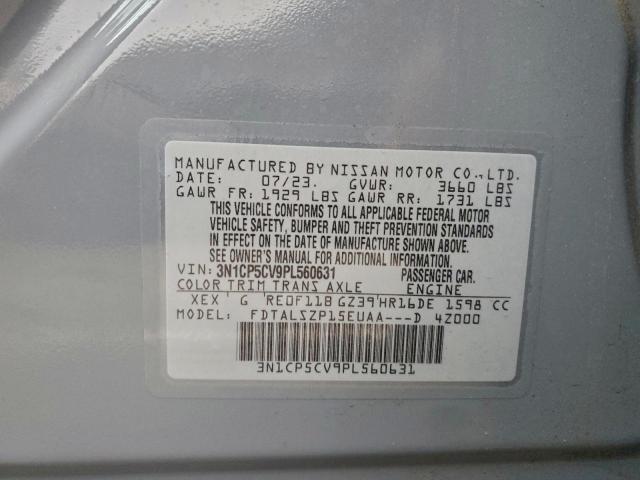 MANUFACTURED BY NISSAN MOTOR CO.,LTD.
DATE: 07/23. GVWR: 3660 LBS
GAWR FR: 1929 LBS GAWR RR: 1731 LBS
THIS VEHICLE CONFORMS TO ALL APPLICABLE FEDERAL MOTOR
VEHICLE SAFETY, BUMPER AND THEFT PREVENTION STANDARDS
IN EFFECT ON THE DATE OF MANUFACTURE SHOWN ABOVE.
SEE OWNER'S MANUAL FOR ADDITIONAL INFORMATION.
VIN: 3N1CP5CV9PL560631 PASSENGER CAR.
COLOR TRIM TRANS AXLE ENGINE
XEX' G 'RE0F11B GZ39'HR16DE 1598 CC
MODEL: FDTALSZP15EUAA---D 4Z000
3N1CP5CV9PL560631